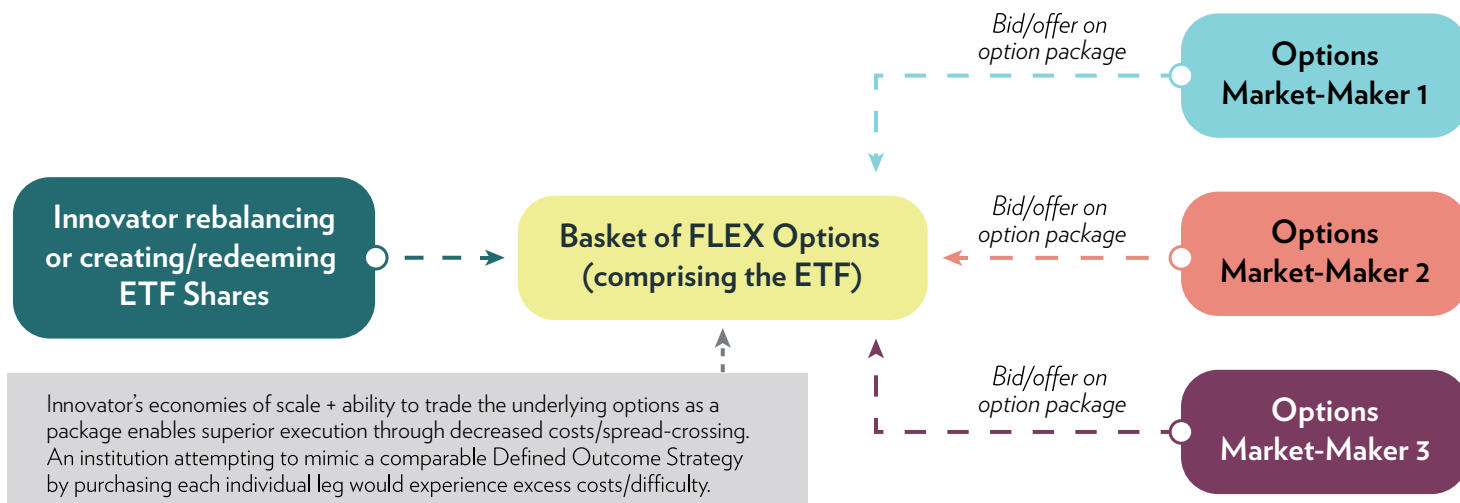 Bid/offer on
option package
Options
Market-Maker 1
Innovator rebalancing
or creating/redeeming
ETF Shares
Basket of FLEX Options
(comprising the ETF)
Bid/offer on
option package
Options
Market-Maker 2
Bid/offer on
option package
Options
Market-Maker 3
Innovator's economies of scale + ability to trade the underlying options as a
package enables superior execution through decreased costs/spread-crossing.
An institution attempting to mimic a comparable Defined Outcome Strategy
by purchasing each individual leg would experience excess costs/difficulty.